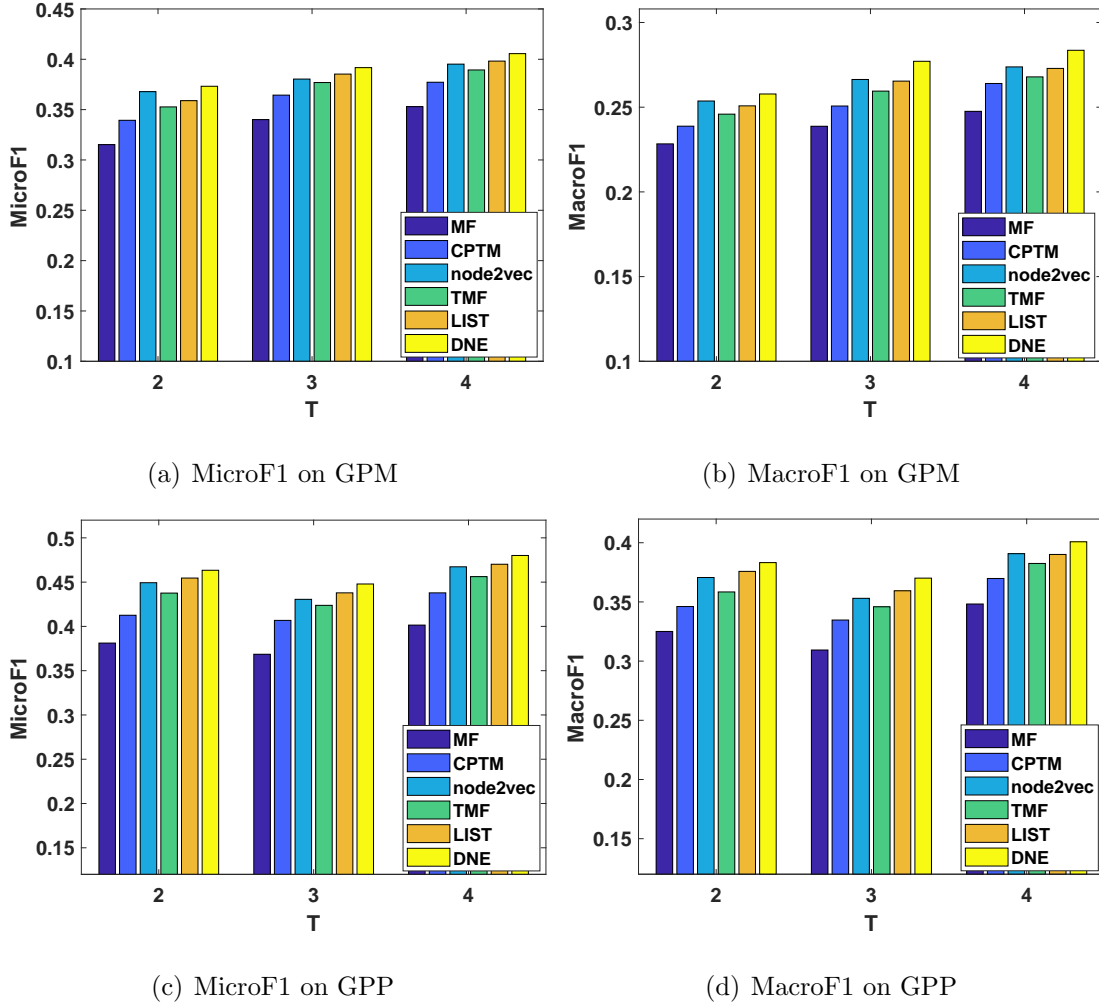 0.45
0.4
0.35
0.3
0.25
0.2
0.15
0.1
MicroF1
2 3 4
T
MF
CPTM
node2vec
TMF
LIST
DNE
(a) MicroF1 on GPM
0.3
0.25
0.2
0.15
0.1
MacroF1
2 3 4
T
MF
CPTM
node2vec
TMF
LIST
DNE
(b) MacroF1 on GPM
0.5
0.45
0.4
0.35
0.3
0.25
0.2
0.15
MicroF1
2 3 4
T
MF
CPTM
node2vec
TMF
LIST
DNE
(c) MicroF1 on GPP
0.4
0.35
0.3
0.25
0.2
0.15
MacroF1
2 3 4
T
MF
CPTM
node2vec
TMF
LIST
DNE
(d) MacroF1 on GPP